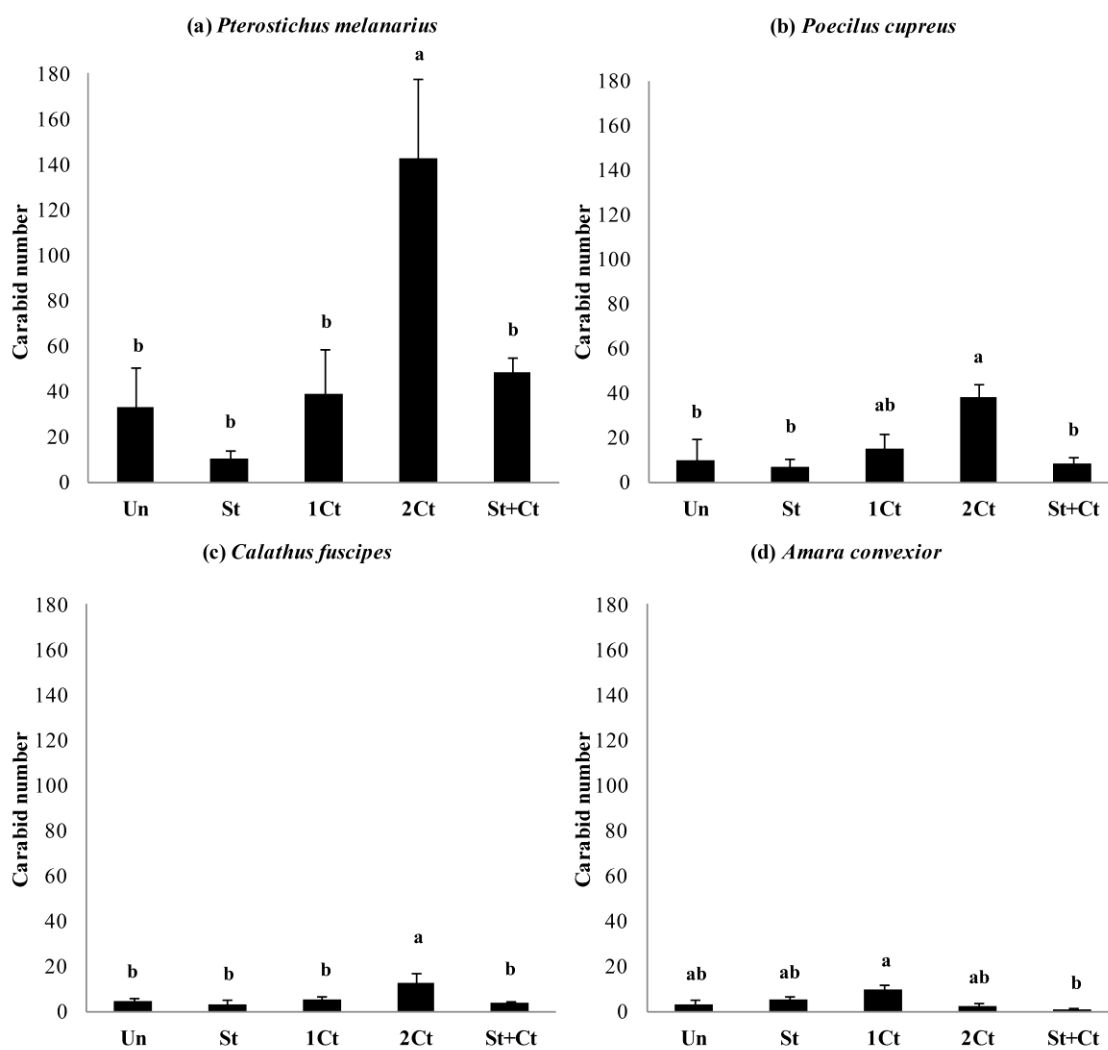 (a) Pterostichus melanarius
Carabid number
180
160
140
120
100
80
60
40
20
0
b
b
b
a
b
Un St 1Ct 2Ct St+Ct
(b) Poecilus cupreus
Carabid number
180
160
140
120
100
80
60
40
20
0
b
b
ab
a
b
Un St 1Ct 2Ct St+Ct
(c) Calathus fuscipes
Carabid number
180
160
140
120
100
80
60
40
20
0
b
b
b
a
b
Un St 1Ct 2Ct St+Ct
(d) Amara convexior
Carabid number
180
160
140
120
100
80
60
40
20
0
ab
ab
a
ab
b
Un St 1Ct 2Ct St+Ct